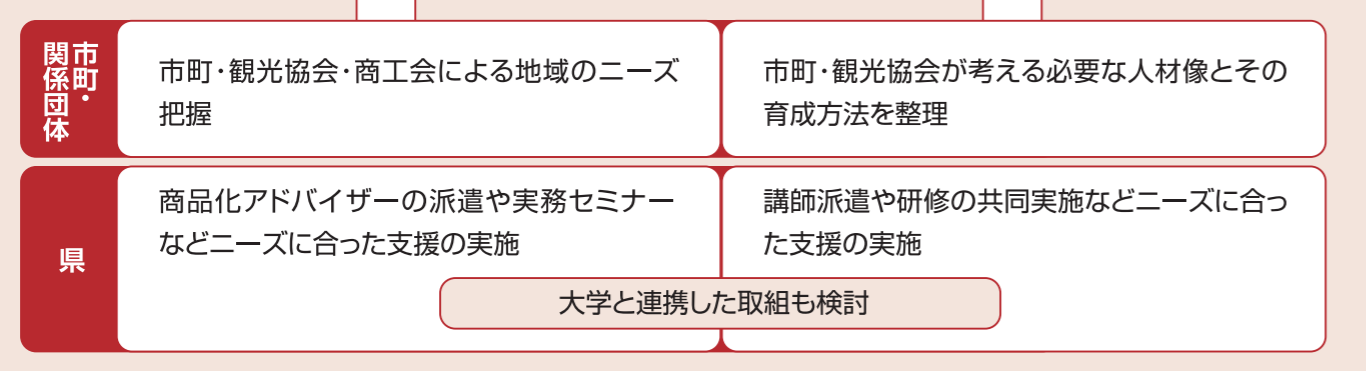 市町・
関係団体
市町・観光協会・商工会による地域のニーズ
把握
市町・観光協会が考える必要な人材像とその
育成方法を整理
県
商品化アドバイザーの派遣や実務セミナー
などニーズに合った支援の実施
講師派遣や研修の共同実施などニーズに合っ
た支援の実施
大学と連携した取組も検討